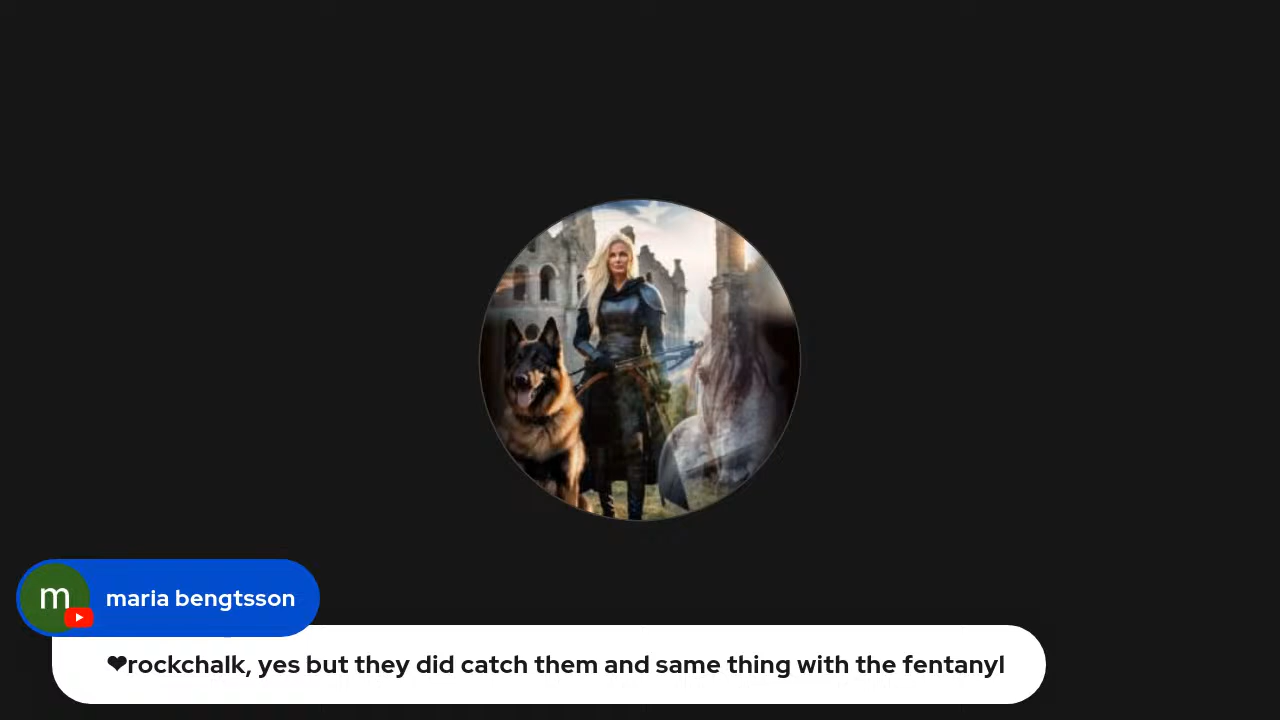 m
maria bengtsson
❤rockchalk, yes but they did catch them and same thing with the fentanyl